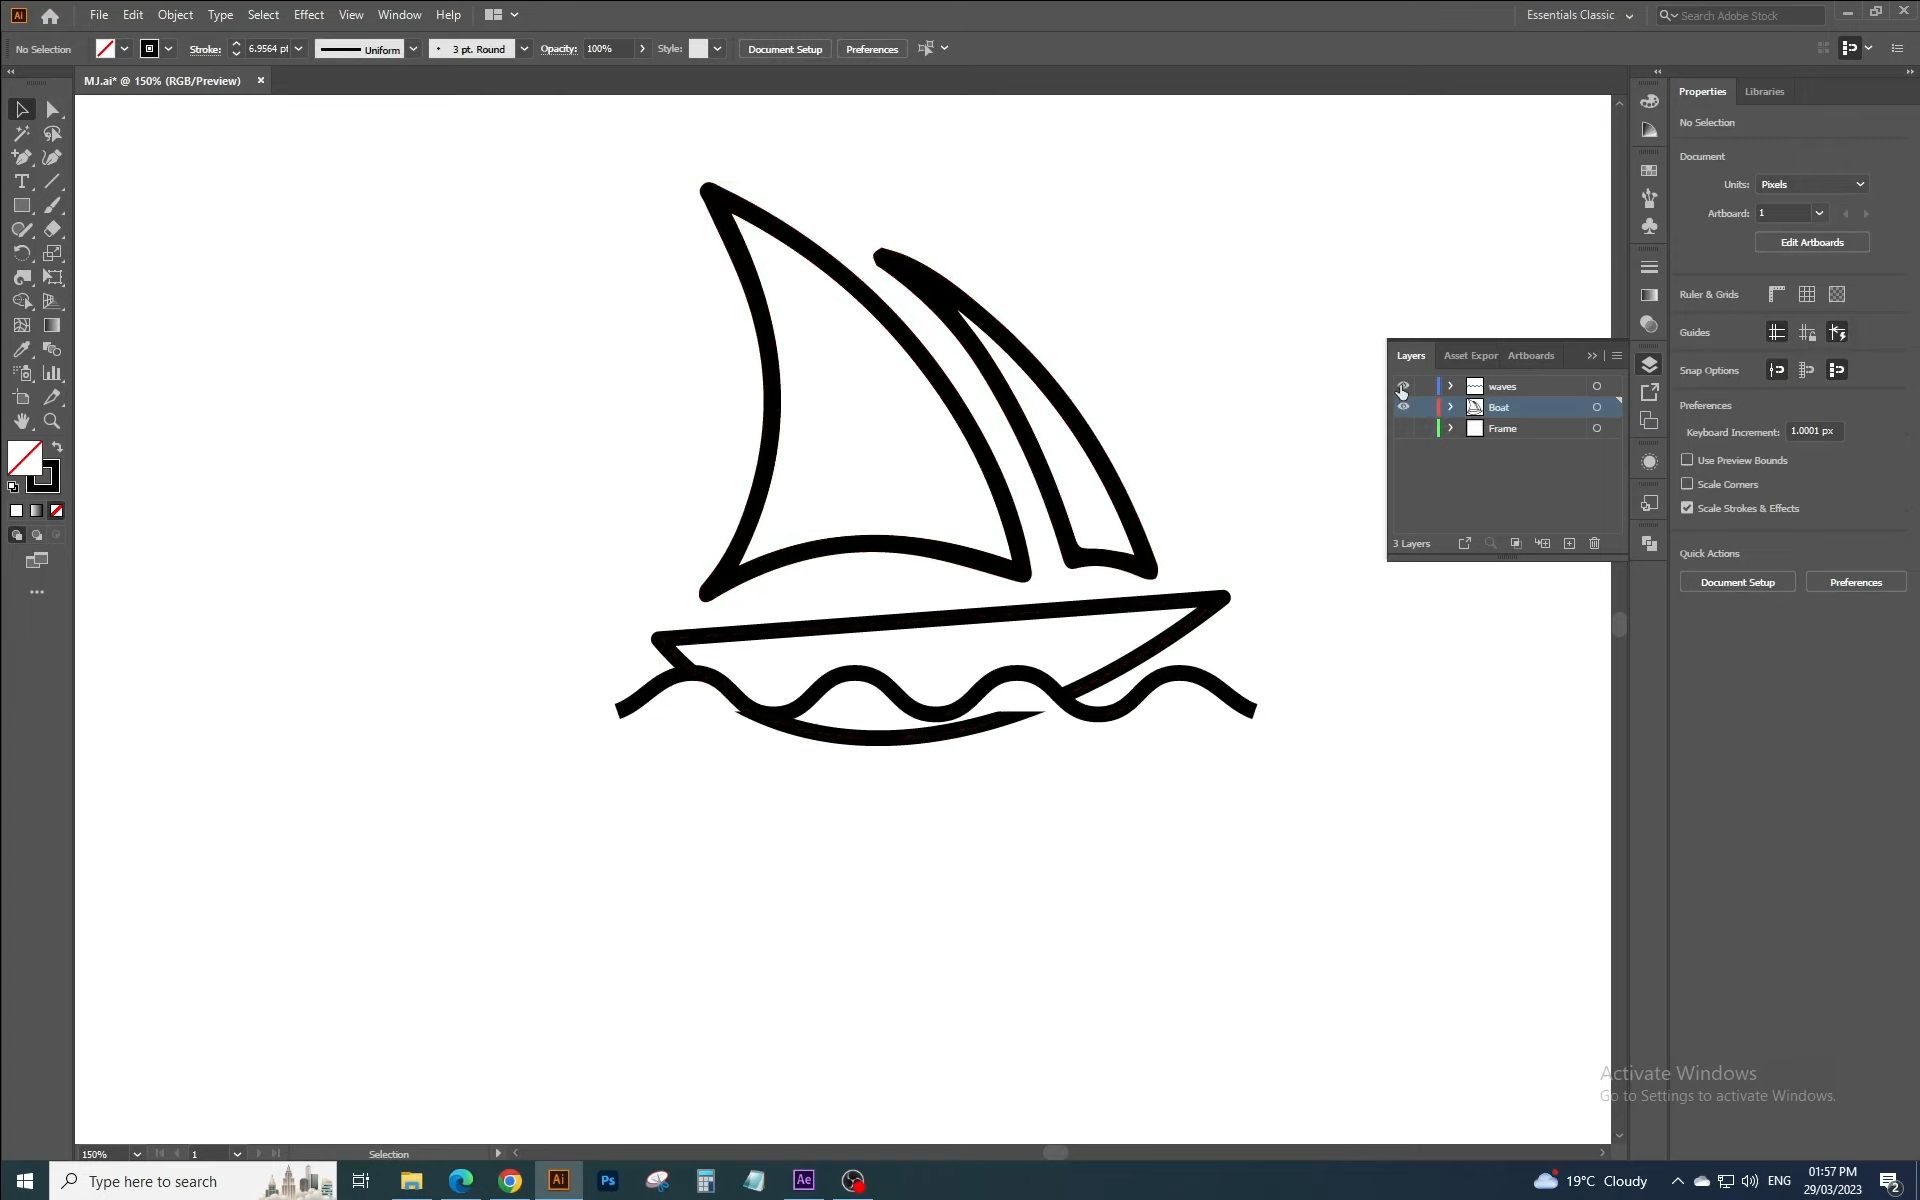 Ai File Edit Object Type Select Effect View Window Help Essentials Classic Search Adobe Stock
No Selection Stroke: 6.9564 pt Uniform 3 pt. Round Opacity: 100% Style: Document Setup Preferences
MJ.ai* @ 150% (RGB/Preview)
Properties Libraries
No Selection
Document
Units: Pixels
Artboard: 1
Edit Artboards
Ruler & Grids
Guides
Snap Options
Preferences
Keyboard Increment: 1.0001 px
Use Preview Bounds
Scale Corners
Scale Strokes & Effects
Quick Actions
Document Setup Preferences
Layers Asset Expor Artboards
waves
Boat
Frame
3 Layers
Activate Windows
Go to Settings to activate Windows.
150% 1 Selection
Type here to search Ai Ps Ae 19°C Cloudy ENG 01:57 PM
29/03/2023 2